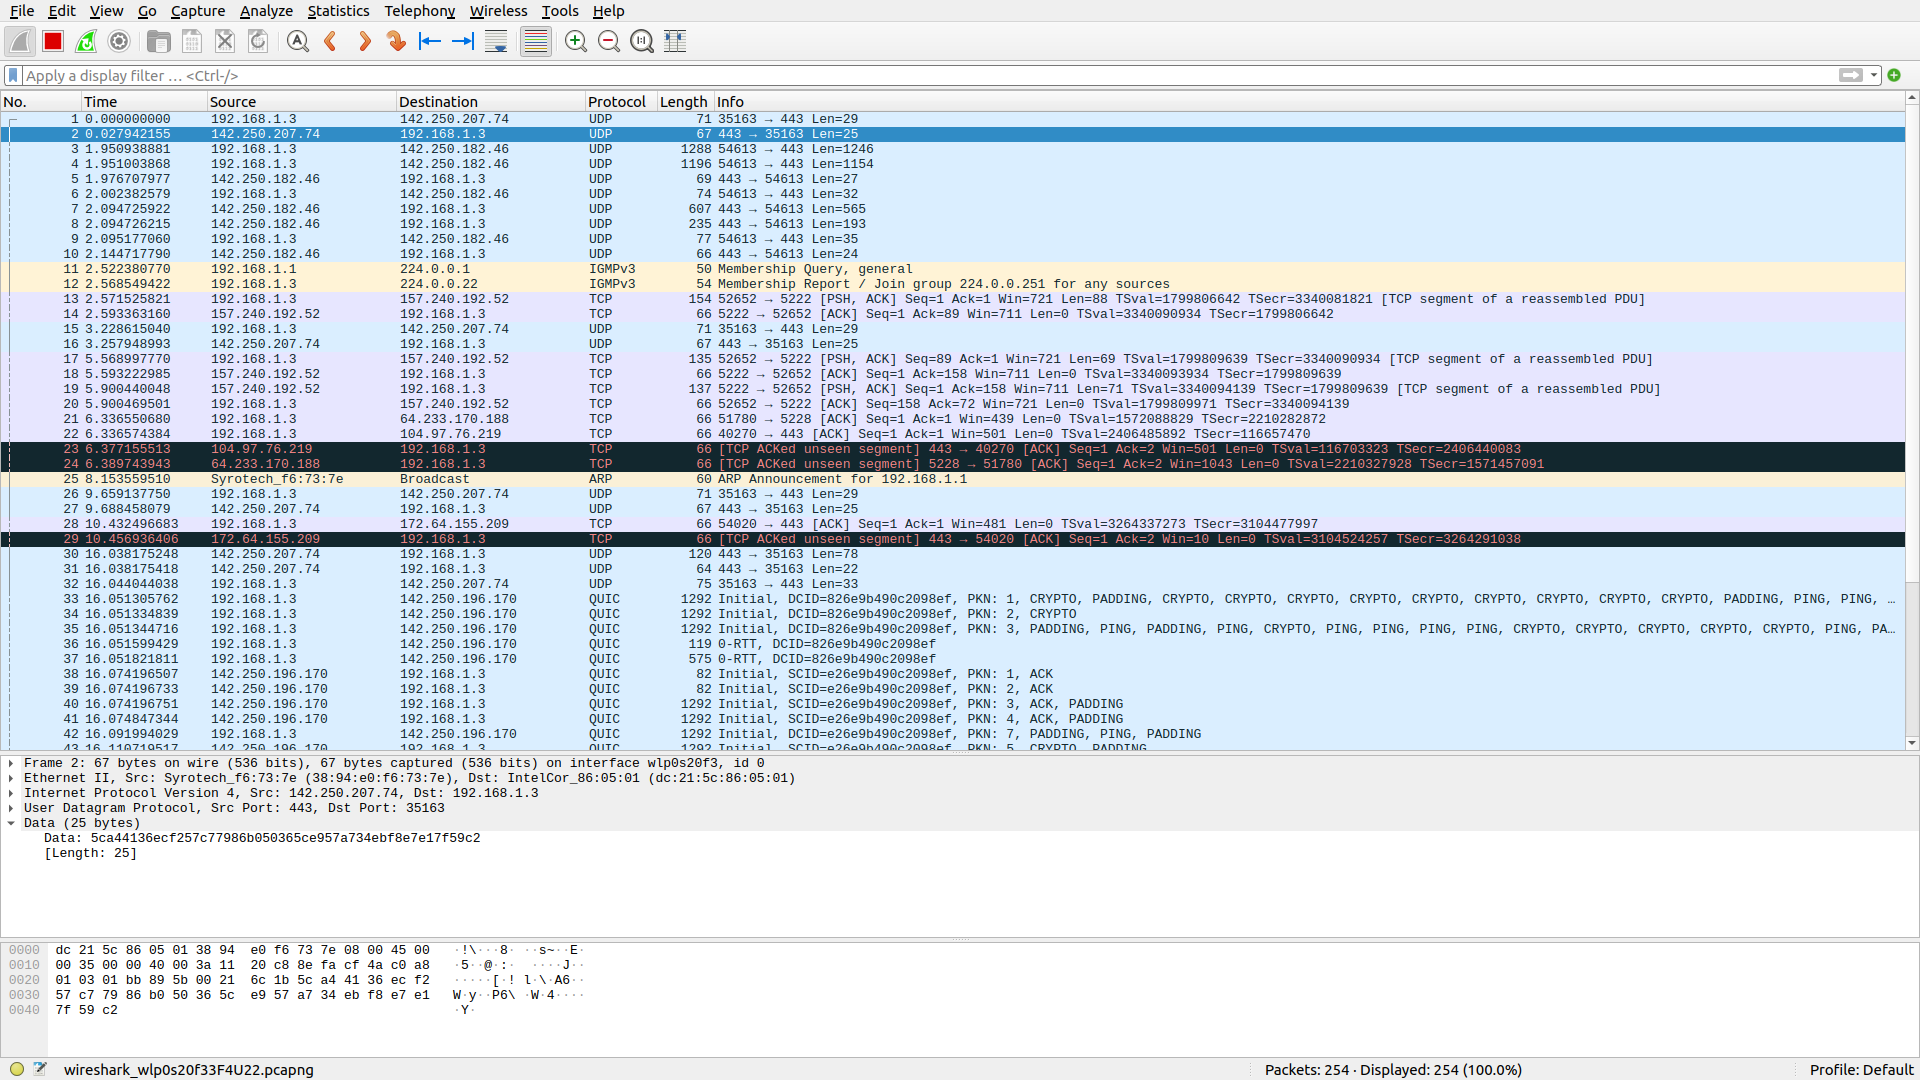 File Edit View Go Capture Analyze Statistics Telephony Wireless Tools Help
Apply a display filter … <Ctrl-/>
No. Time Source Destination Protocol Length Info
1 0.000000000 192.168.1.3 142.250.207.74 UDP 71 35163 → 443 Len=29
2 0.027942155 142.250.207.74 192.168.1.3 UDP 67 443 → 35163 Len=25
3 1.950938881 192.168.1.3 142.250.182.46 UDP 1288 54613 → 443 Len=1246
4 1.951003868 192.168.1.3 142.250.182.46 UDP 1196 54613 → 443 Len=1154
5 1.976707977 142.250.182.46 192.168.1.3 UDP 69 443 → 54613 Len=27
6 2.002382579 192.168.1.3 142.250.182.46 UDP 74 54613 → 443 Len=32
7 2.094725922 142.250.182.46 192.168.1.3 UDP 607 443 → 54613 Len=565
8 2.094726215 142.250.182.46 192.168.1.3 UDP 235 443 → 54613 Len=193
9 2.095177060 192.168.1.3 142.250.182.46 UDP 77 54613 → 443 Len=35
10 2.144717790 142.250.182.46 192.168.1.3 UDP 66 443 → 54613 Len=24
11 2.522380770 192.168.1.1 224.0.0.1 IGMPv3 50 Membership Query, general
12 2.568549422 192.168.1.3 224.0.0.22 IGMPv3 54 Membership Report / Join group 224.0.0.251 for any sources
13 2.571525821 192.168.1.3 157.240.192.52 TCP 154 52652 → 5222 [PSH, ACK] Seq=1 Ack=1 Win=721 Len=88 TSval=1799806642 TSecr=3340081821 [TCP segment of a reassembled PDU]
14 2.593363160 157.240.192.52 192.168.1.3 TCP 66 5222 → 52652 [ACK] Seq=1 Ack=89 Win=711 Len=0 TSval=3340090934 TSecr=1799806642
15 3.228615040 192.168.1.3 142.250.207.74 UDP 71 35163 → 443 Len=29
16 3.257948993 142.250.207.74 192.168.1.3 UDP 67 443 → 35163 Len=25
17 5.568997770 192.168.1.3 157.240.192.52 TCP 135 52652 → 5222 [PSH, ACK] Seq=89 Ack=1 Win=721 Len=69 TSval=1799809639 TSecr=3340090934 [TCP segment of a reassembled PDU]
18 5.593222985 157.240.192.52 192.168.1.3 TCP 66 5222 → 52652 [ACK] Seq=1 Ack=158 Win=711 Len=0 TSval=3340093934 TSecr=1799809639
19 5.900440048 157.240.192.52 192.168.1.3 TCP 137 5222 → 52652 [PSH, ACK] Seq=1 Ack=158 Win=711 Len=71 TSval=3340094139 TSecr=1799809639 [TCP segment of a reassembled PDU]
20 5.900469501 192.168.1.3 157.240.192.52 TCP 66 52652 → 5222 [ACK] Seq=158 Ack=72 Win=721 Len=0 TSval=1799809971 TSecr=3340094139
21 6.336550680 192.168.1.3 64.233.170.188 TCP 66 51780 → 5228 [ACK] Seq=1 Ack=1 Win=439 Len=0 TSval=1572088829 TSecr=2210282872
22 6.336574384 192.168.1.3 104.97.76.219 TCP 66 40270 → 443 [ACK] Seq=1 Ack=1 Win=501 Len=0 TSval=2406485892 TSecr=116657470
23 6.377155513 104.97.76.219 192.168.1.3 TCP 66 [TCP ACKed unseen segment] 443 → 40270 [ACK] Seq=1 Ack=2 Win=501 Len=0 TSval=116703323 TSecr=2406440083
24 6.389743943 64.233.170.188 192.168.1.3 TCP 66 [TCP ACKed unseen segment] 5228 → 51780 [ACK] Seq=1 Ack=2 Win=1043 Len=0 TSval=2210327928 TSecr=1571457091
25 8.153559510 Syrotech_f6:73:7e Broadcast ARP 60 ARP Announcement for 192.168.1.1
26 9.659137750 192.168.1.3 142.250.207.74 UDP 71 35163 → 443 Len=29
27 9.688458079 142.250.207.74 192.168.1.3 UDP 67 443 → 35163 Len=25
28 10.432496683 192.168.1.3 172.64.155.209 TCP 66 54020 → 443 [ACK] Seq=1 Ack=1 Win=481 Len=0 TSval=3264337273 TSecr=3104477997
29 10.456936406 172.64.155.209 192.168.1.3 TCP 66 [TCP ACKed unseen segment] 443 → 54020 [ACK] Seq=1 Ack=2 Win=10 Len=0 TSval=3104524257 TSecr=3264291038
30 16.038175248 142.250.207.74 192.168.1.3 UDP 120 443 → 35163 Len=78
31 16.038175418 142.250.207.74 192.168.1.3 UDP 64 443 → 35163 Len=22
32 16.044044038 192.168.1.3 142.250.207.74 UDP 75 35163 → 443 Len=33
33 16.051305762 192.168.1.3 142.250.196.170 QUIC 1292 Initial, DCID=826e9b490c2098ef, PKN: 1, CRYPTO, PADDING, CRYPTO, CRYPTO, CRYPTO, CRYPTO, CRYPTO, CRYPTO, CRYPTO, CRYPTO, CRYPTO, PADDING, PING, PING, …
34 16.051334839 192.168.1.3 142.250.196.170 QUIC 1292 Initial, DCID=826e9b490c2098ef, PKN: 2, CRYPTO
35 16.051344716 192.168.1.3 142.250.196.170 QUIC 1292 Initial, DCID=826e9b490c2098ef, PKN: 3, PADDING, PING, PADDING, PING, CRYPTO, PING, PING, PING, PING, CRYPTO, CRYPTO, CRYPTO, CRYPTO, CRYPTO, PING, PA…
36 16.051599429 192.168.1.3 142.250.196.170 QUIC 119 0-RTT, DCID=826e9b490c2098ef
37 16.051821811 192.168.1.3 142.250.196.170 QUIC 575 0-RTT, DCID=826e9b490c2098ef
38 16.074196507 142.250.196.170 192.168.1.3 QUIC 82 Initial, SCID=e26e9b490c2098ef, PKN: 1, ACK
39 16.074196733 142.250.196.170 192.168.1.3 QUIC 82 Initial, SCID=e26e9b490c2098ef, PKN: 2, ACK
40 16.074196751 142.250.196.170 192.168.1.3 QUIC 1292 Initial, SCID=e26e9b490c2098ef, PKN: 3, ACK, PADDING
41 16.074847344 142.250.196.170 192.168.1.3 QUIC 1292 Initial, SCID=e26e9b490c2098ef, PKN: 4, ACK, PADDING
42 16.091994029 192.168.1.3 142.250.196.170 QUIC 1292 Initial, DCID=e26e9b490c2098ef, PKN: 7, PADDING, PING, PADDING
43 16.110719517 142.250.196.170 192.168.1.3 QUIC 1292 Initial, SCID=e26e9b490c2098ef, PKN: 5, CRYPTO, PADDING
Frame 2: 67 bytes on wire (536 bits), 67 bytes captured (536 bits) on interface wlp0s20f3, id 0
Ethernet II, Src: Syrotech_f6:73:7e (38:94:e0:f6:73:7e), Dst: IntelCor_86:05:01 (dc:21:5c:86:05:01)
Internet Protocol Version 4, Src: 142.250.207.74, Dst: 192.168.1.3
User Datagram Protocol, Src Port: 443, Dst Port: 35163
Data (25 bytes)
Data: 5ca44136ecf257c77986b050365ce957a734ebf8e7e17f59c2
[Length: 25]
0000 dc 21 5c 86 05 01 38 94 e0 f6 73 7e 08 00 45 00 ·!\···8· ··s~··E·
0010 00 35 00 00 40 00 3a 11 20 c8 8e fa cf 4a c0 a8 ·5··@·:· ····J··
0020 01 03 01 bb 89 5b 00 21 6c 1b 5c a4 41 36 ec f2 ·····[·! l·\·A6··
0030 57 c7 79 86 b0 50 36 5c e9 57 a7 34 eb f8 e7 e1 W·y··P6\ ·W·4····
0040 7f 59 c2 ·Y·
wireshark_wlp0s20f33F4U22.pcapng Packets: 254 · Displayed: 254 (100.0%) Profile: Default